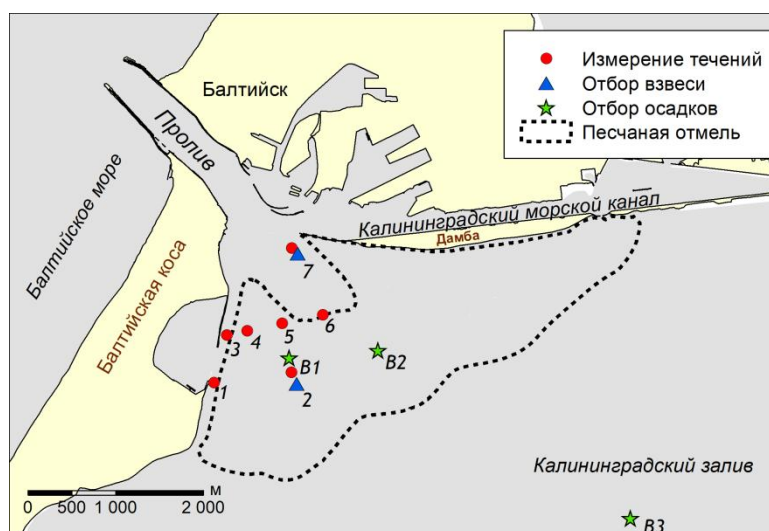 Измерение течений
Отбор взвеси
Отбор осадков
Песчаная отмель
Балтийск
Пролив
Балтийское море
Калининградский морской канал
Дамба
Балтийская коса
7
6
5
4
3
B1
B2
1
2
Калининградский залив
м
0 500 1 000 2 000
B3